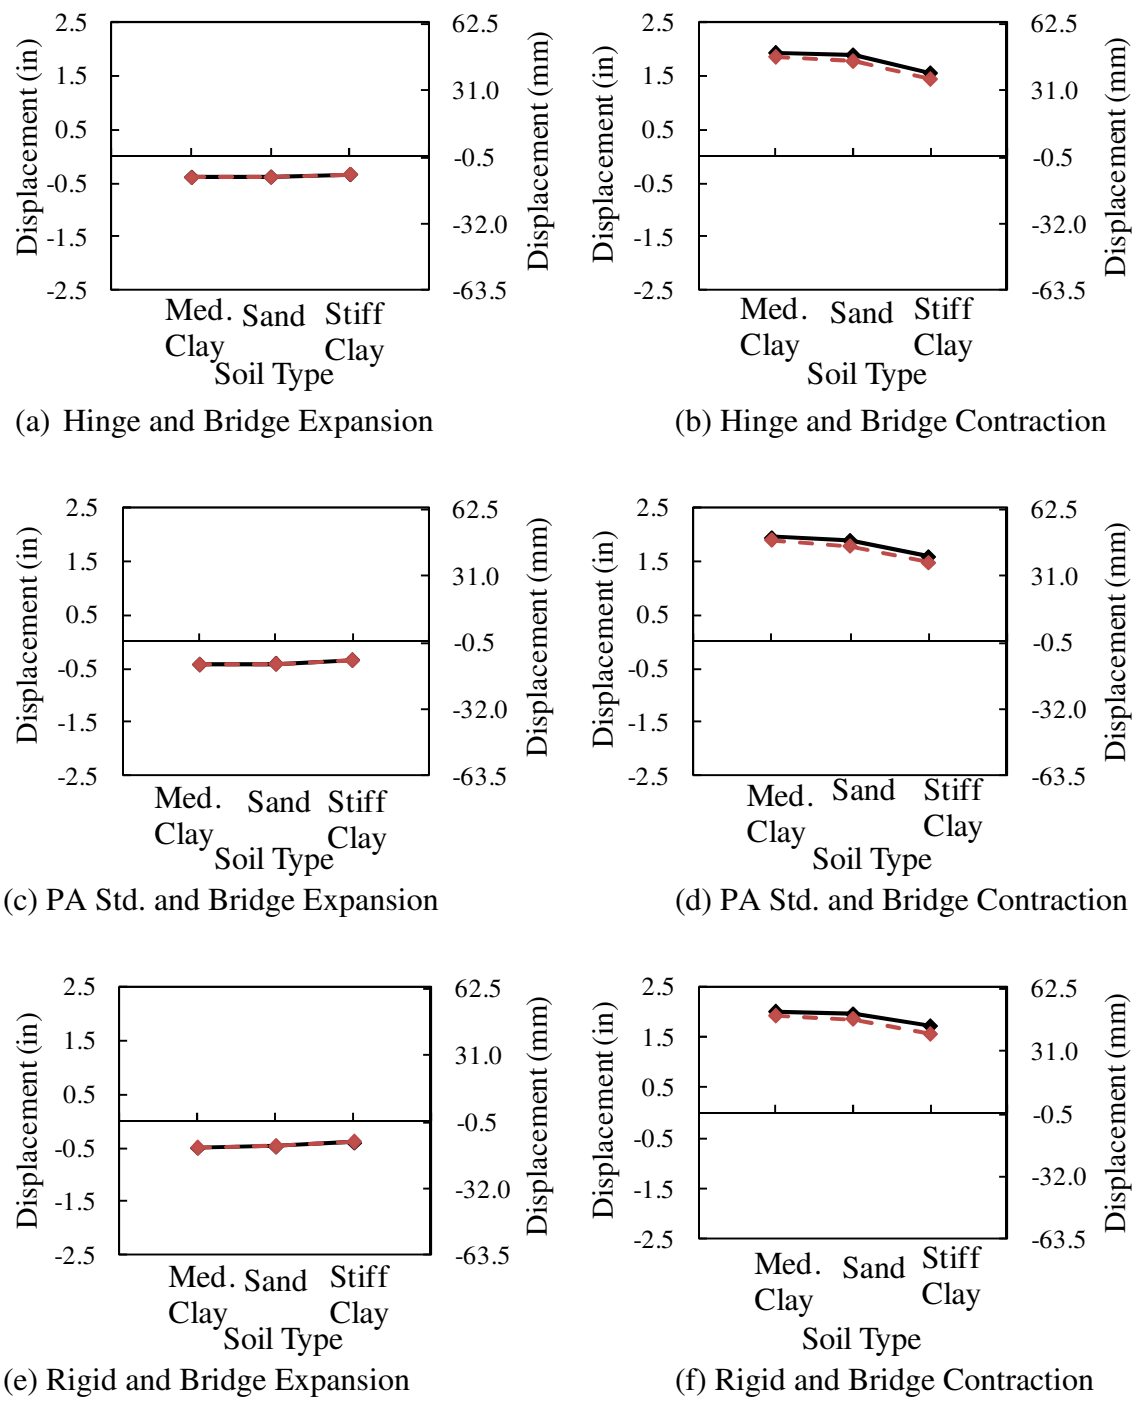 2.5
1.5
0.5
-0.5
-1.5
-2.5
Displacement (in)
62.5
31.0
-0.5
-32.0
-63.5
Displacement (mm)
Med. Sand Stiff
Clay Clay
Soil Type
(a) Hinge and Bridge Expansion
2.5
1.5
0.5
-0.5
-1.5
-2.5
Displacement (in)
62.5
31.0
-0.5
-32.0
-63.5
Displacement (mm)
Med. Sand Stiff
Clay Clay
Soil Type
(b) Hinge and Bridge Contraction
2.5
1.5
0.5
-0.5
-1.5
-2.5
Displacement (in)
62.5
31.0
-0.5
-32.0
-63.5
Displacement (mm)
Med. Sand Stiff
Clay Clay
Soil Type
(c) PA Std. and Bridge Expansion
2.5
1.5
0.5
-0.5
-1.5
-2.5
Displacement (in)
62.5
31.0
-0.5
-32.0
-63.5
Displacement (mm)
Med. Sand Stiff
Clay Clay
Soil Type
(d) PA Std. and Bridge Contraction
2.5
1.5
0.5
-0.5
-1.5
-2.5
Displacement (in)
62.5
31.0
-0.5
-32.0
-63.5
Displacement (mm)
Med. Sand Stiff
Clay Clay
Soil Type
(e) Rigid and Bridge Expansion
2.5
1.5
0.5
-0.5
-1.5
-2.5
Displacement (in)
62.5
31.0
-0.5
-32.0
-63.5
Displacement (mm)
Med. Sand Stiff
Clay Clay
Soil Type
(f) Rigid and Bridge Contraction